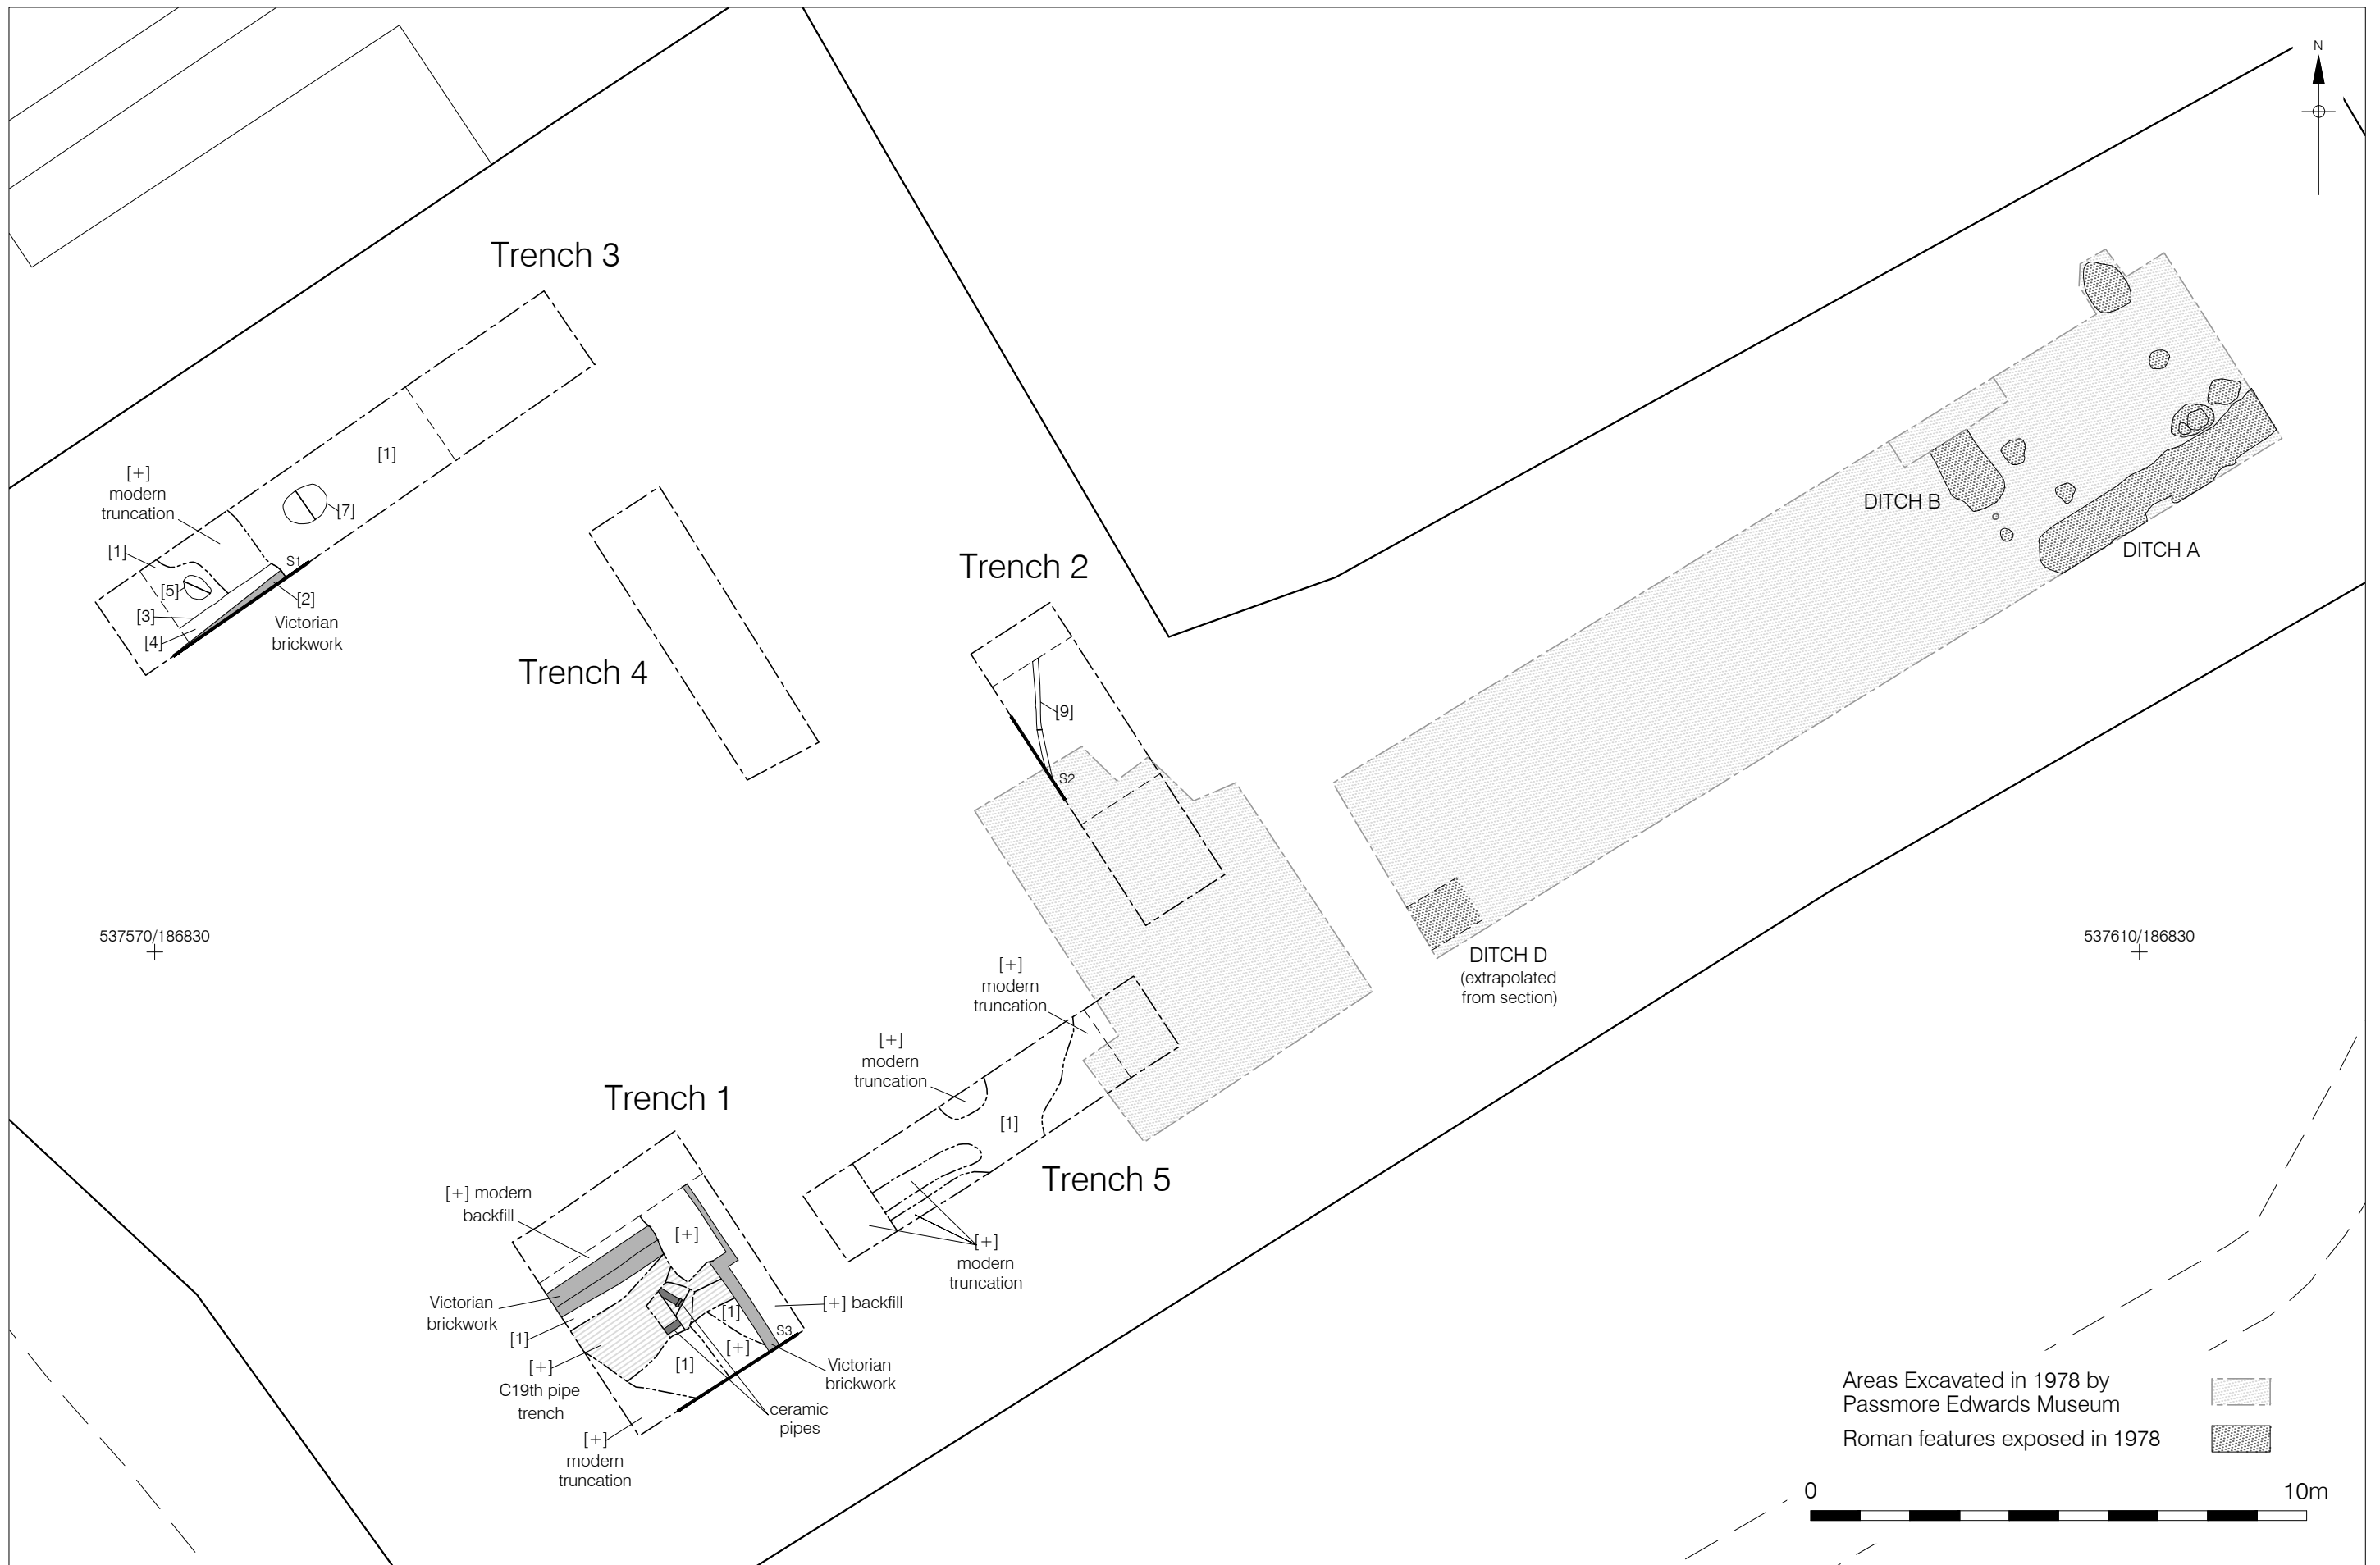 N
Trench 3
[+]
modern
truncation
[1]
[7]
[1]
S1
[5]
[2]
[3]
Victorian
brickwork
[4]
Trench 4
Trench 2
[9]
S2
DITCH B
DITCH A
DITCH D
(extrapolated
from section)
537570/186830
537610/186830
[+]
modern
truncation
[+]
modern
truncation
[1]
Trench 5
[+]
modern
truncation
Trench 1
[+] modern
backfill
[+]
Victorian
brickwork
[1]
[+] backfill
[1]
S3
[+]
[1]
[+]
C19th pipe
trench
Victorian
brickwork
ceramic
pipes
[+]
modern
truncation
Areas Excavated in 1978 by
Passmore Edwards Museum
Roman features exposed in 1978
0 10m